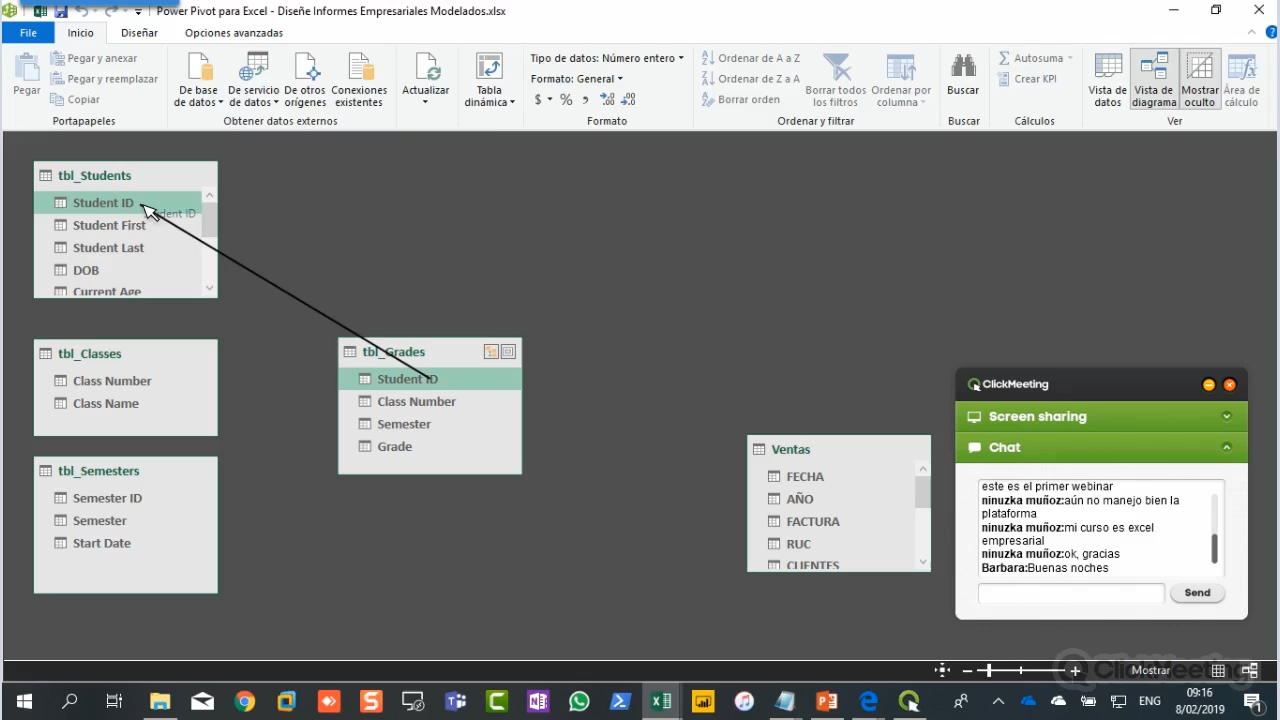 Power Pivot para Excel - Diseñe Informes Empresariales Modelados.xlsx
File
Inicio
Diseñar
Opciones avanzadas
Pegar
Pegar y anexar
Pegar y reemplazar
Copiar
Portapapeles
De base
de datos
De servicio
de datos
De otros
orígenes
Conexiones
existentes
Obtener datos externos
Actualizar
Tabla
dinámica
Tipo de datos: Número entero
Formato: General
$ % ,
Formato
Ordenar de A a Z
Ordenar de Z a A
Borrar orden
Borrar todos
los filtros
Ordenar por
columna
Ordenar y filtrar
Buscar
Buscar
Autosuma
Crear KPI
Cálculos
Vista de
datos
Vista de
diagrama
Mostrar
oculto
Área de
cálculo
Ver
tbl_Students
Student ID
Student First
Student Last
DOB
Current Age
tbl_Classes
Class Number
Class Name
tbl_Semesters
Semester ID
Semester
Start Date
tbl_Grades
Student ID
Class Number
Semester
Grade
Ventas
FECHA
AÑO
FACTURA
RUC
CLIENTES
ClickMeeting
Screen sharing
Chat
este es el primer webinar
ninuzka muñoz:aún no manejo bien la
plataforma
ninuzka muñoz:mi curso es excel
empresarial
ninuzka muñoz:ok, gracias
Barbara:Buenas noches
Send
Mostrar
ClickMeeting
ENG
09:16
8/02/2019